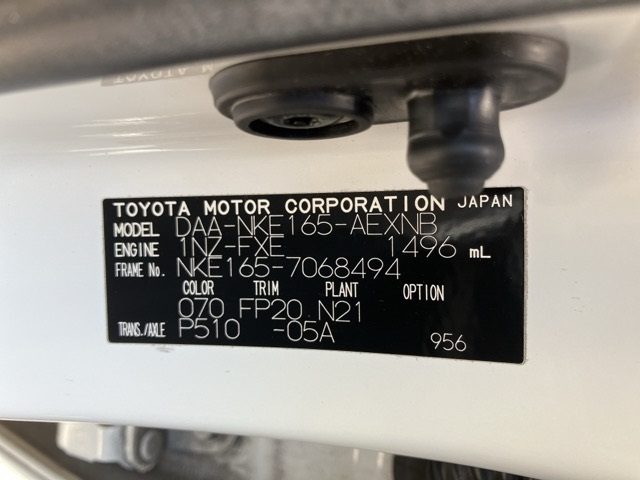 TOYOTA MOTOR CORPORATION JAPAN
MODEL DAA-NKE165-AEXNB
ENGINE 1NZ-FXE 1496 mL
FRAME No. NKE165-7068494
COLOR TRIM PLANT OPTION
070 FP20 N21
TRANS./AXLE P510 -05A 956